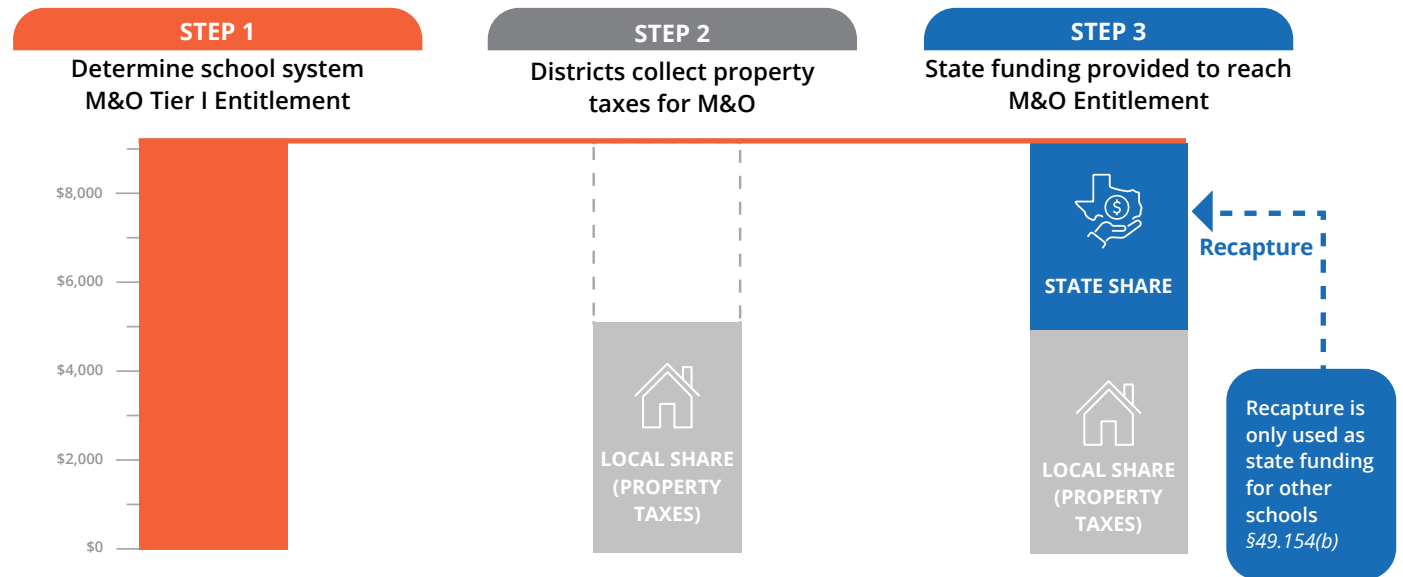 STEP 1
Determine school system
M&O Tier I Entitlement
STEP 2
Districts collect property
taxes for M&O
STEP 3
State funding provided to reach
M&O Entitlement
$8,000
$6,000
$4,000
$2,000
$0
LOCAL SHARE
(PROPERTY
TAXES)
$
STATE SHARE
LOCAL SHARE
(PROPERTY
TAXES)
Recapture
Recapture is
only used as
state funding
for other
schools
§49.154(b)